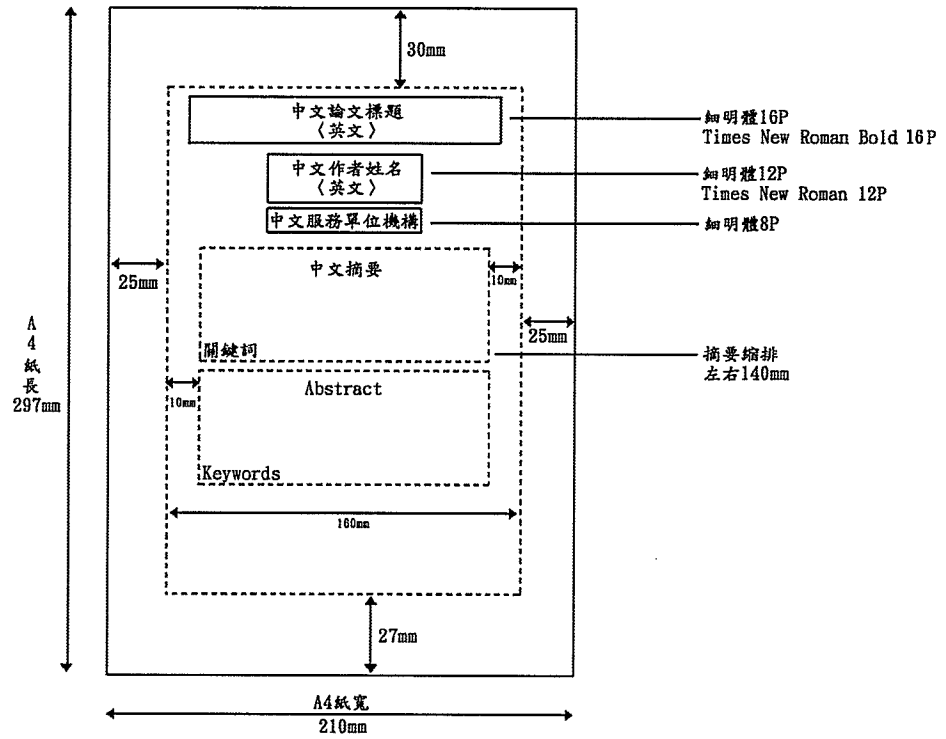 30mm
中文論文標題
〈英文〉
細明體16P
Times New Roman Bold 16P
中文作者姓名
〈英文〉
細明體12P
Times New Roman 12P
中文服務單位機構
細明體8P
中文摘要
25mm
10mm
25mm
關鍵詞
摘要縮排
左右140mm
A
4
紙
長
297mm
10mm
Abstract
Keywords
160mm
27mm
A4紙寬
210mm